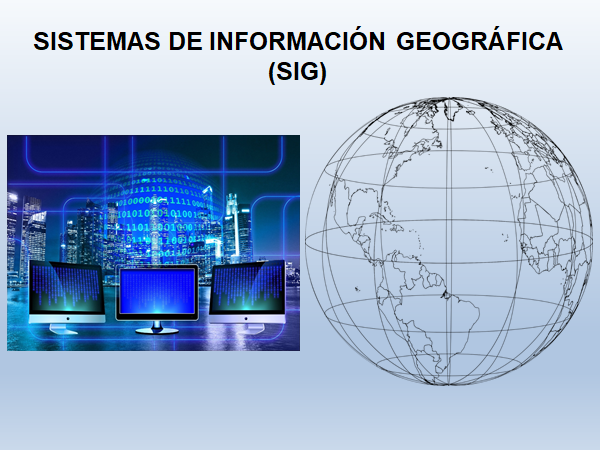 SISTEMAS DE INFORMACIÓN GEOGRÁFICA
(SIG)